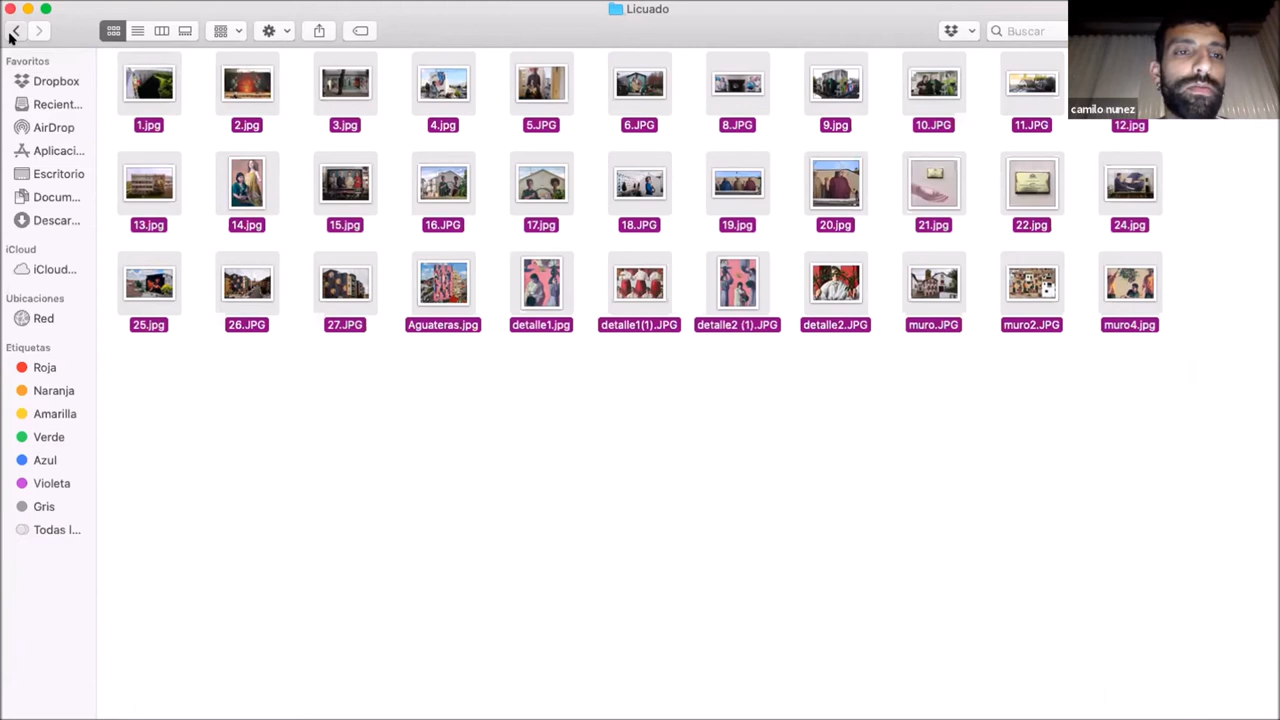 Licuado
Buscar
camilo nunez
Favoritos
Dropbox
Recient...
AirDrop
Aplicaci...
Escritorio
Docum...
Descar...
iCloud
iCloud...
Ubicaciones
Red
Etiquetas
Roja
Naranja
Amarilla
Verde
Azul
Violeta
Gris
Todas l...
1.jpg 2.jpg 3.jpg 4.jpg 5.JPG 6.JPG 8.JPG 9.jpg 10.JPG 11.JPG 12.jpg
13.jpg 14.jpg 15.jpg 16.JPG 17.jpg 18.JPG 19.jpg 20.jpg 21.jpg 22.jpg 24.jpg
25.jpg 26.JPG 27.JPG Aguateras.jpg detalle1.jpg detalle1(1).JPG detalle2 (1).JPG detalle2.JPG muro.JPG muro2.JPG muro4.jpg